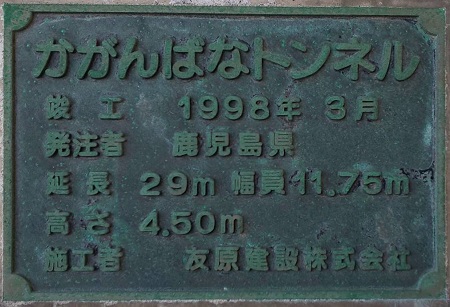 かがんばなトンネル
竣工 1998年 3月
発注者 鹿児島県
延長 29m 幅員11.75m
高さ 4.50m
施工者 友原建設株式会社